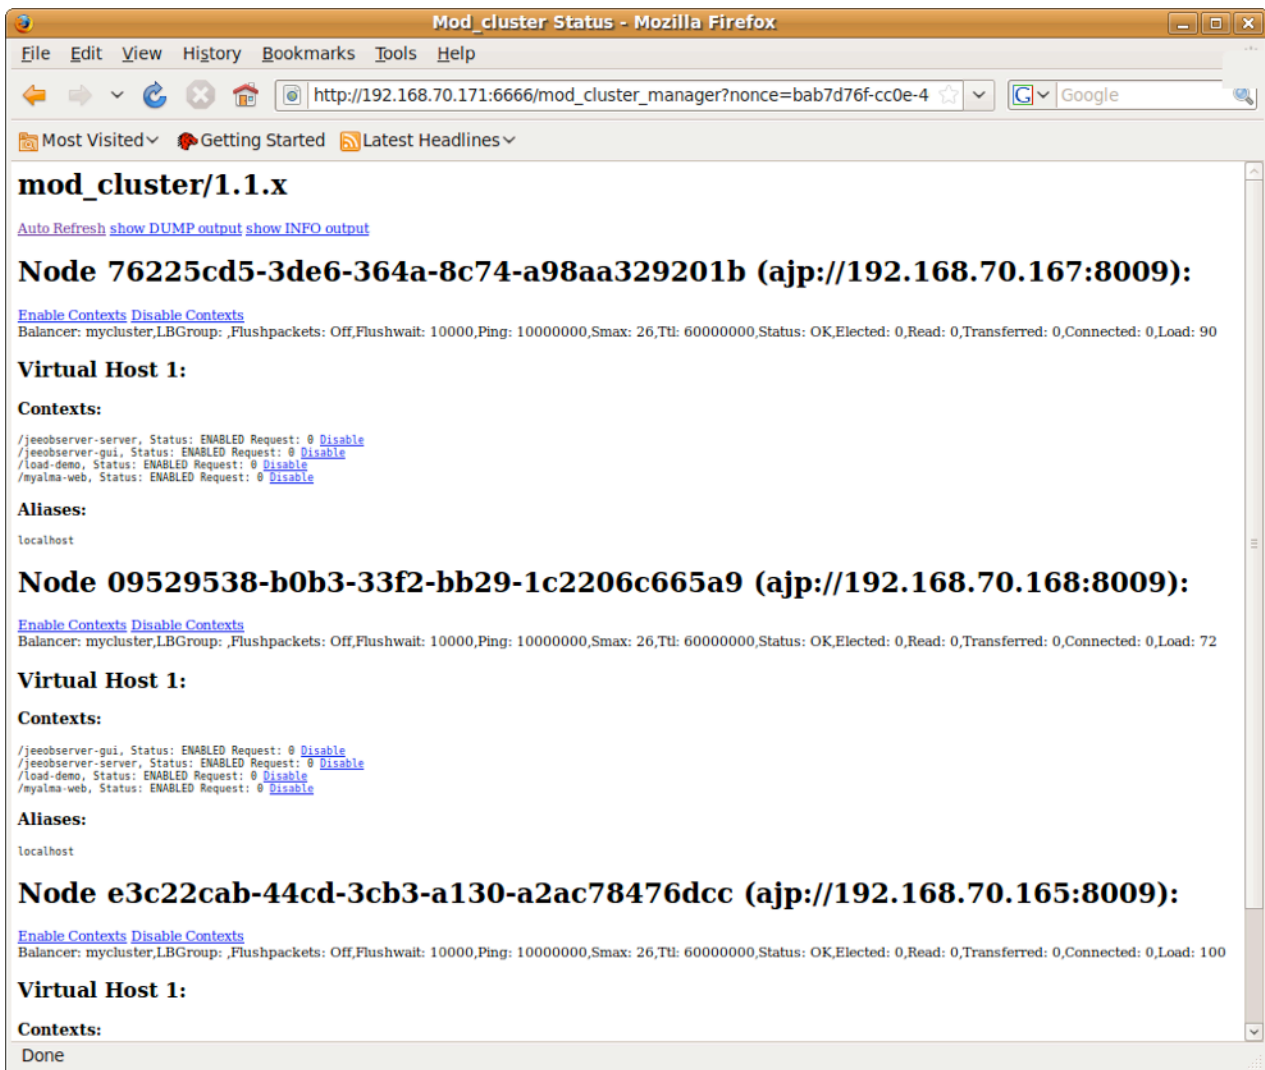 Mod_cluster Status - Mozilla Firefox
File Edit View History Bookmarks Tools Help
http://192.168.70.171:6666/mod_cluster_manager?nonce=bab7d76f-cc0e-4 G Google
Most Visited Getting Started Latest Headlines
mod_cluster/1.1.x
Auto Refresh show DUMP output show INFO output
Node 76225cd5-3de6-364a-8c74-a98aa329201b (ajp://192.168.70.167:8009):
Enable Contexts Disable Contexts
Balancer: mycluster,LBGroup: ,Flushpackets: Off,Flushwait: 10000,Ping: 10000000,Smax: 26,Ttl: 60000000,Status: OK,Elected: 0,Read: 0,Transferred: 0,Connected: 0,Load: 90
Virtual Host 1:
Contexts:
/jeeobserver-server, Status: ENABLED Request: 0 Disable
/jeeobserver-gui, Status: ENABLED Request: 0 Disable
/load-demo, Status: ENABLED Request: 0 Disable
/myalma-web, Status: ENABLED Request: 0 Disable
Aliases:
localhost
Node 09529538-b0b3-33f2-bb29-1c2206c665a9 (ajp://192.168.70.168:8009):
Enable Contexts Disable Contexts
Balancer: mycluster,LBGroup: ,Flushpackets: Off,Flushwait: 10000,Ping: 10000000,Smax: 26,Ttl: 60000000,Status: OK,Elected: 0,Read: 0,Transferred: 0,Connected: 0,Load: 72
Virtual Host 1:
Contexts:
/jeeobserver-gui, Status: ENABLED Request: 0 Disable
/jeeobserver-server, Status: ENABLED Request: 0 Disable
/load-demo, Status: ENABLED Request: 0 Disable
/myalma-web, Status: ENABLED Request: 0 Disable
Aliases:
localhost
Node e3c22cab-44cd-3cb3-a130-a2ac78476dcc (ajp://192.168.70.165:8009):
Enable Contexts Disable Contexts
Balancer: mycluster,LBGroup: ,Flushpackets: Off,Flushwait: 10000,Ping: 10000000,Smax: 26,Ttl: 60000000,Status: OK,Elected: 0,Read: 0,Transferred: 0,Connected: 0,Load: 100
Virtual Host 1:
Contexts:
Done